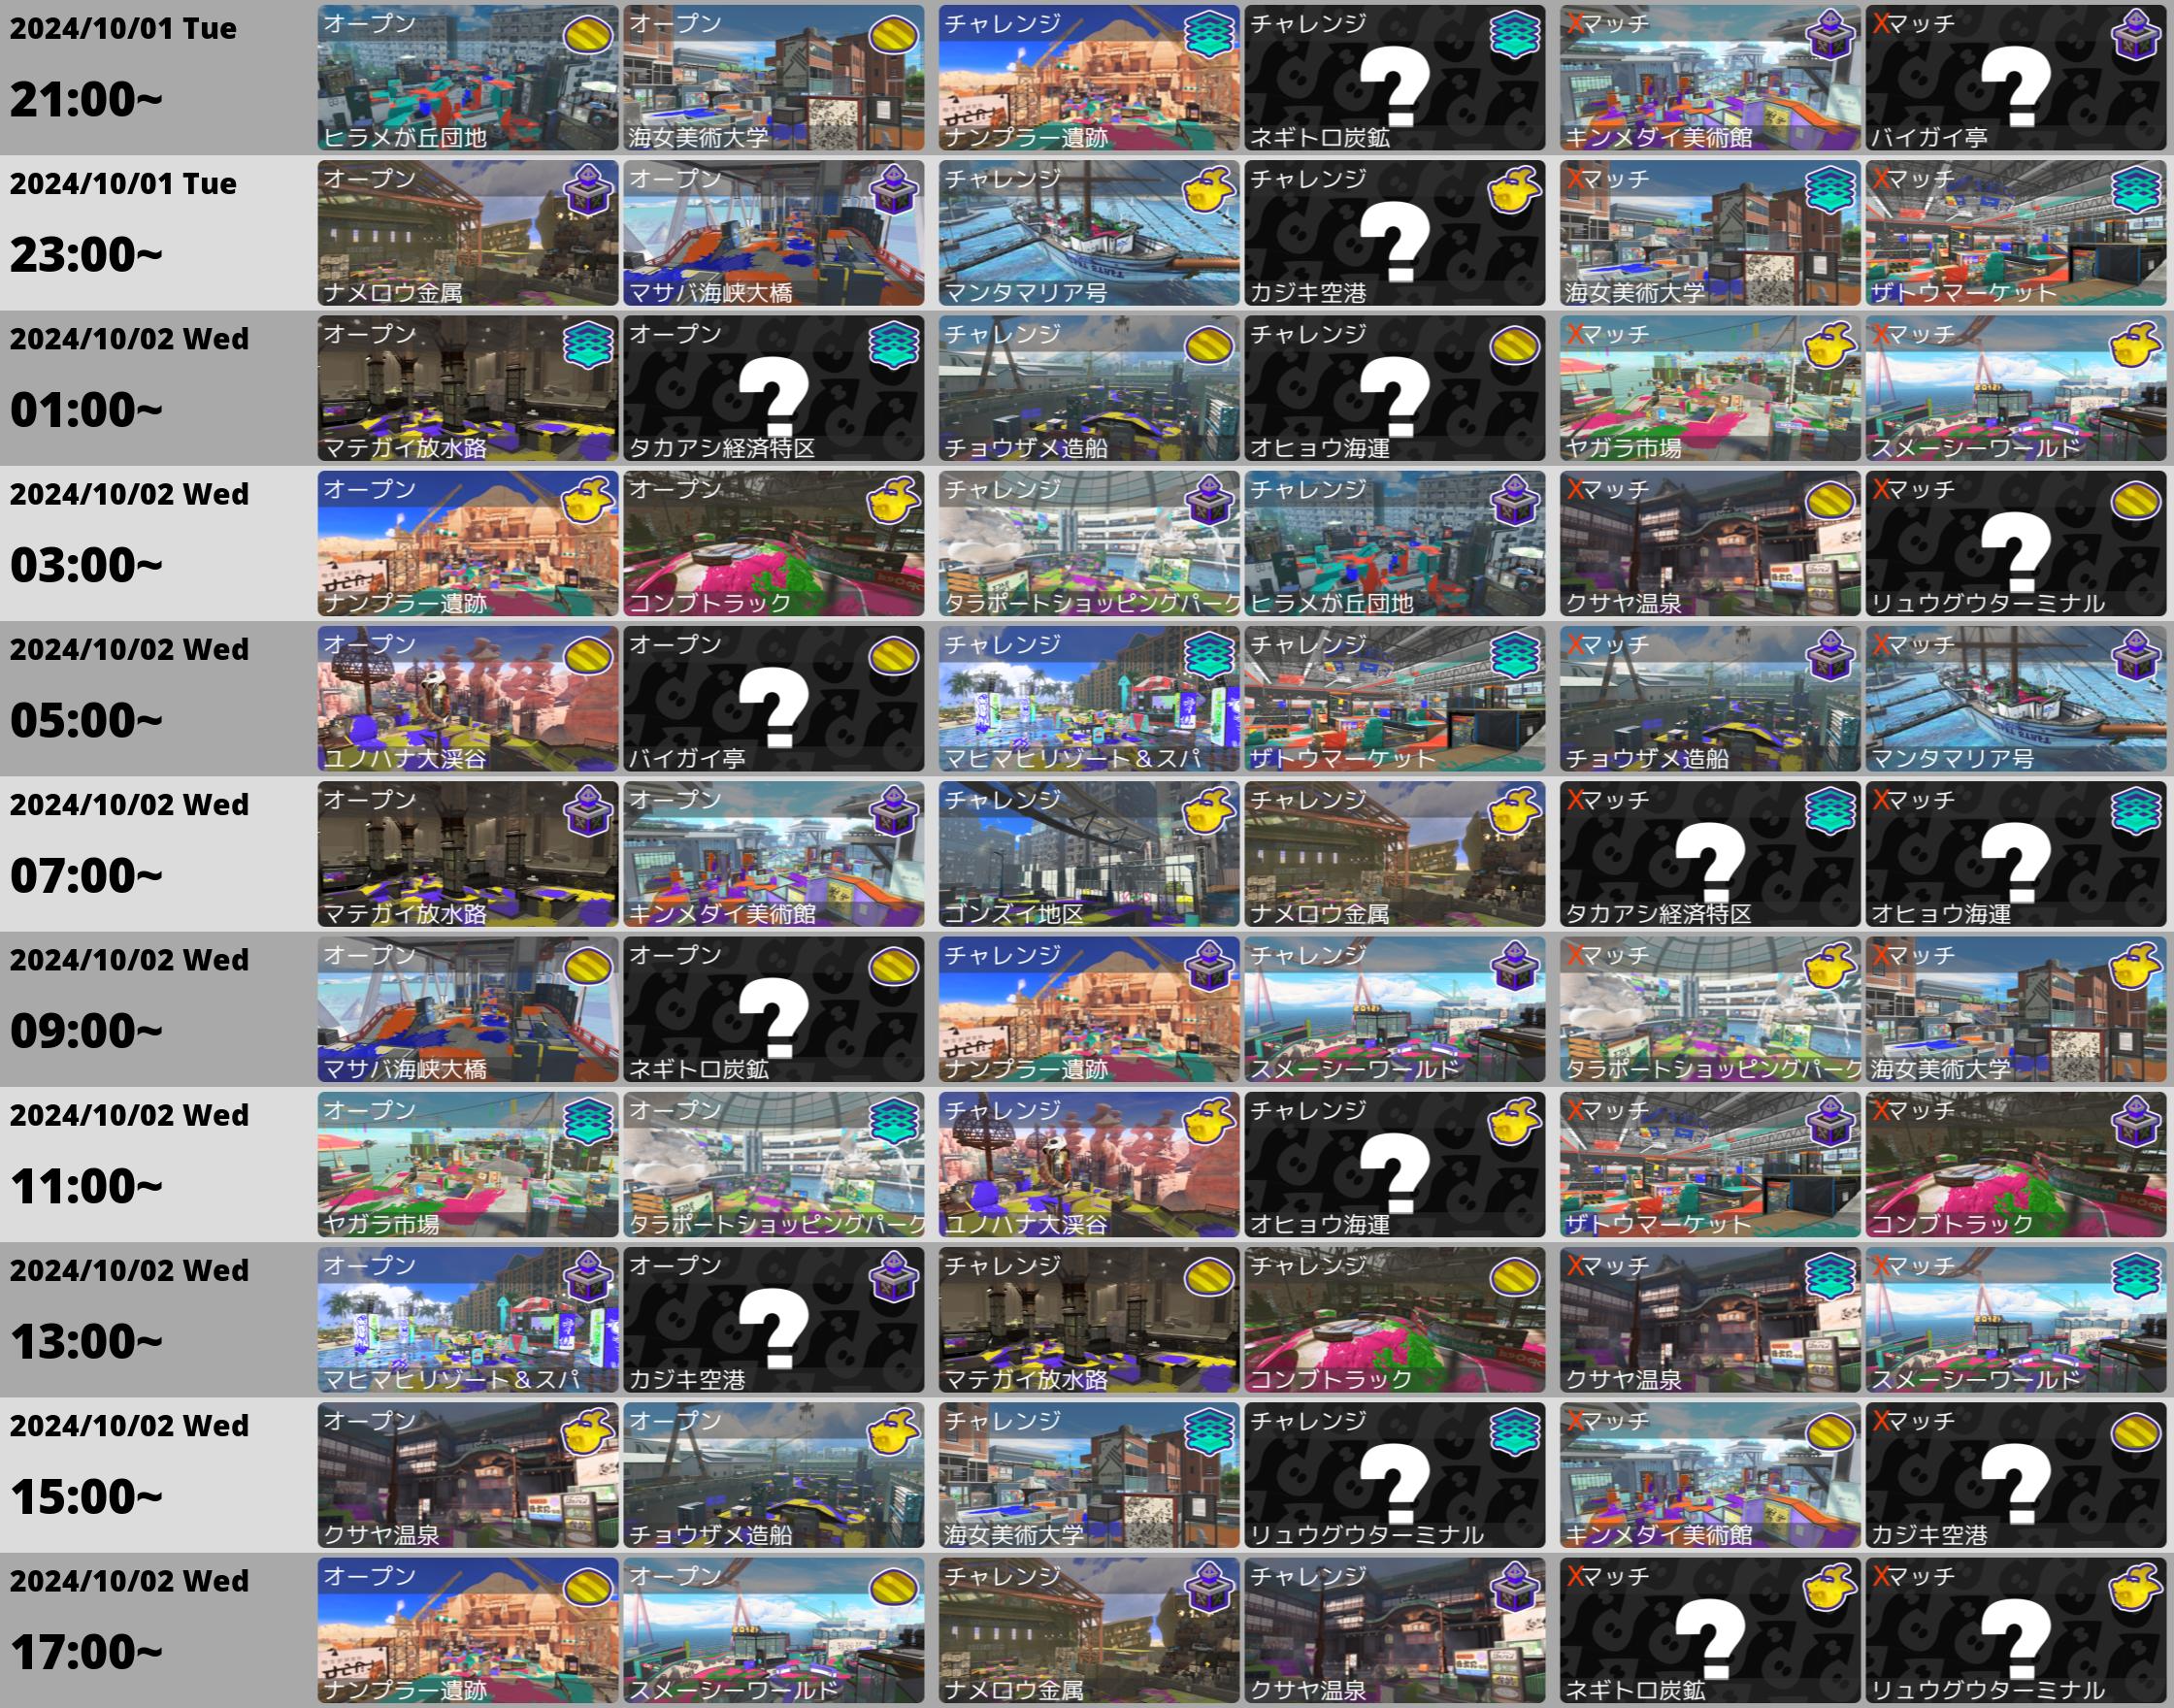 2024/10/01 Tue
21:00~
オープン
ヒラメが丘団地
オープン
海女美術大学
チャレンジ
ナンプラー遺跡
チャレンジ
?
ネギトロ炭鉱
Xマッチ
キンメダイ美術館
Xマッチ
?
バイガイ亭
2024/10/01 Tue
23:00~
オープン
ナメロウ金属
オープン
マサバ海峡大橋
チャレンジ
マンタマリア号
チャレンジ
?
カジキ空港
Xマッチ
海女美術大学
Xマッチ
ザトウマーケット
2024/10/02 Wed
01:00~
オープン
マテガイ放水路
オープン
?
タカアシ経済特区
チャレンジ
チョウザメ造船
チャレンジ
?
オヒョウ海運
Xマッチ
ヤガラ市場
Xマッチ
スメーシーワールド
2024/10/02 Wed
03:00~
オープン
ナンプラー遺跡
オープン
コンブトラック
チャレンジ
タラポートショッピングパーク
チャレンジ
ヒラメが丘団地
Xマッチ
クサヤ温泉
Xマッチ
?
リュウグウターミナル
2024/10/02 Wed
05:00~
オープン
ユノハナ大渓谷
オープン
?
バイガイ亭
チャレンジ
マヒマヒリゾート&スパ
チャレンジ
ザトウマーケット
Xマッチ
チョウザメ造船
Xマッチ
マンタマリア号
2024/10/02 Wed
07:00~
オープン
マテガイ放水路
オープン
キンメダイ美術館
チャレンジ
ゴンズイ地区
チャレンジ
ナメロウ金属
Xマッチ
?
タカアシ経済特区
Xマッチ
?
オヒョウ海運
2024/10/02 Wed
09:00~
オープン
マサバ海峡大橋
オープン
?
ネギトロ炭鉱
チャレンジ
ナンプラー遺跡
チャレンジ
スメーシーワールド
Xマッチ
タラポートショッピングパーク
Xマッチ
海女美術大学
2024/10/02 Wed
11:00~
オープン
ヤガラ市場
オープン
タラポートショッピングパーク
チャレンジ
ユノハナ大渓谷
チャレンジ
?
オヒョウ海運
Xマッチ
ザトウマーケット
Xマッチ
コンブトラック
2024/10/02 Wed
13:00~
オープン
マヒマヒリゾート&スパ
オープン
?
カジキ空港
チャレンジ
マテガイ放水路
チャレンジ
コンブトラック
Xマッチ
クサヤ温泉
Xマッチ
スメーシーワールド
2024/10/02 Wed
15:00~
オープン
クサヤ温泉
オープン
チョウザメ造船
チャレンジ
海女美術大学
チャレンジ
?
リュウグウターミナル
Xマッチ
キンメダイ美術館
Xマッチ
?
カジキ空港
2024/10/02 Wed
17:00~
オープン
ナンプラー遺跡
オープン
スメーシーワールド
チャレンジ
ナメロウ金属
チャレンジ
クサヤ温泉
Xマッチ
?
ネギトロ炭鉱
Xマッチ
?
リュウグウターミナル